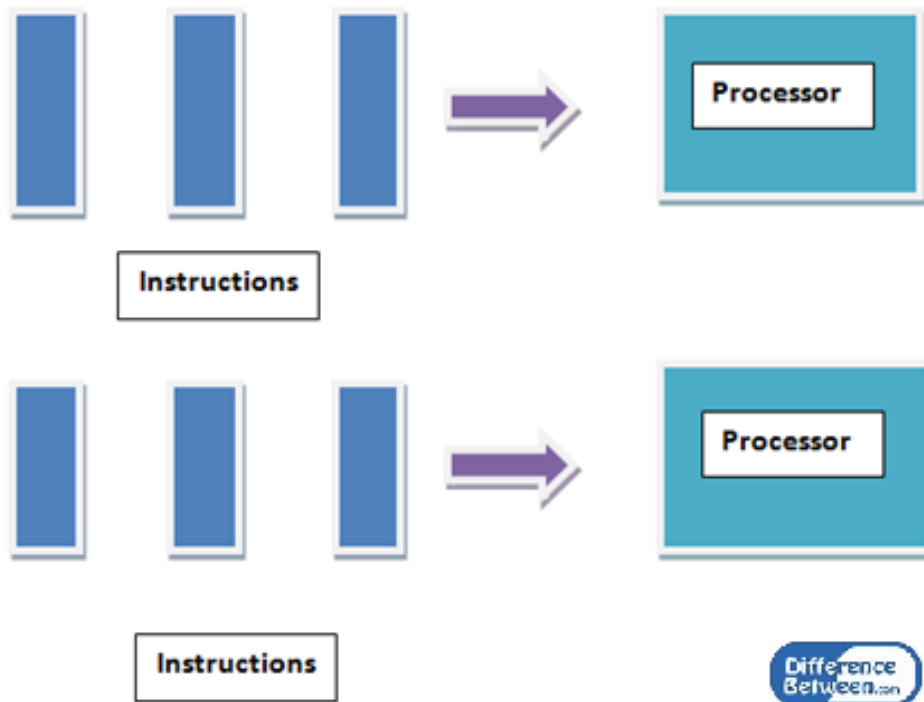 Processor
Instructions
Processor
Instructions
Difference
Between.com